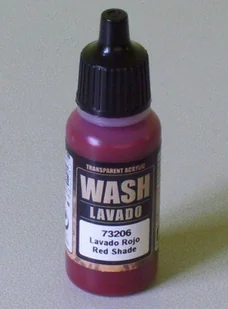 TRANSPARENT ACRYLIC
WASH
LAVADO
73206
Lavado Rojo
Red Shade